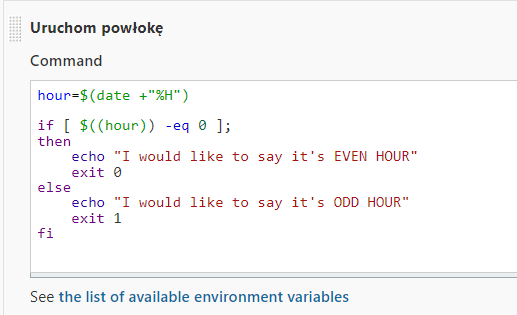 Uruchom powłokę
Command
hour=$(date +"%H")
if [ $((hour)) -eq 0 ];
then
    echo "I would like to say it's EVEN HOUR"
    exit 0
else
    echo "I would like to say it's ODD HOUR"
    exit 1
fi
See the list of available environment variables